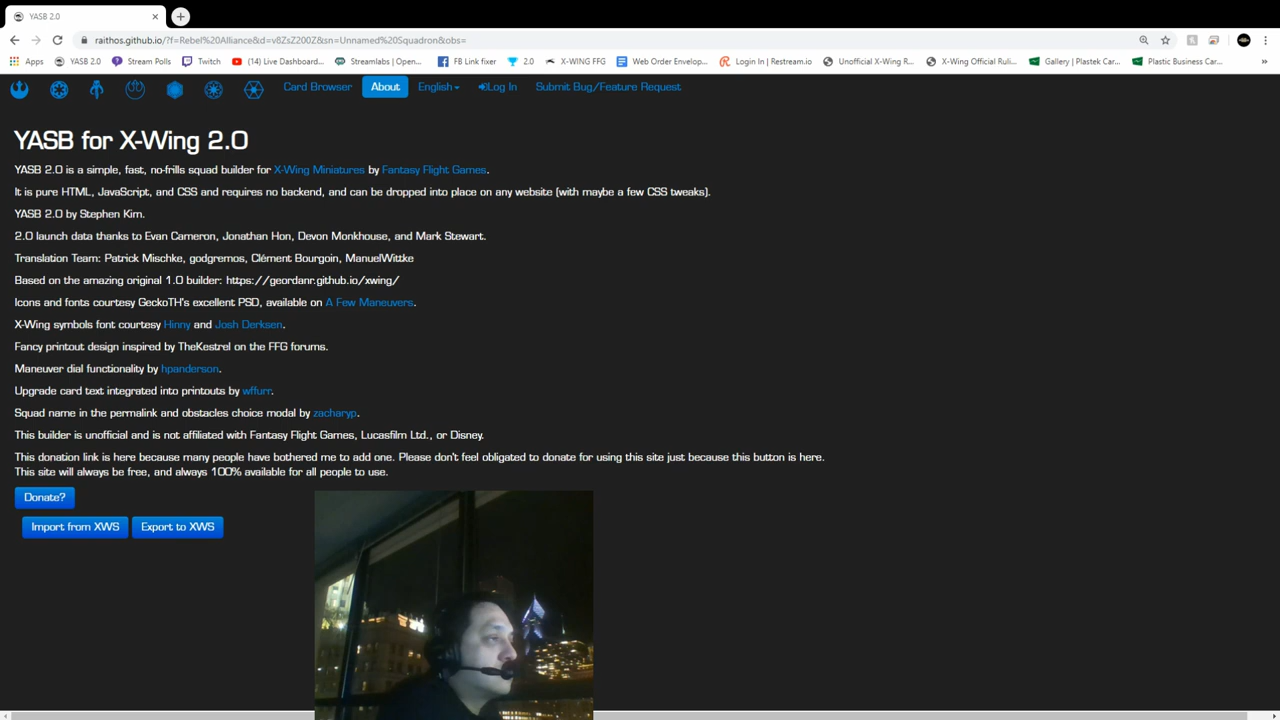 YASB 2.0
raithos.github.io/?f=Rebel%20Alliance&d=v8ZsZ200Z&sn=Unnamed%20Squadron&obs=
Apps YASB 2.0 Stream Polls Twitch (14) Live Dashboard... Streamlabs | Open... FB Link fixer 2.0 X-WING FFG Web Order Envelop... Log In | Restream.io Unofficial X-Wing R... X-Wing Official Ruli... Gallery | Plastek Car... Plastic Business Car... »
Card Browser About English Log In Submit Bug/Feature Request
YASB for X-Wing 2.0
YASB 2.0 is a simple, fast, no-frills squad builder for X-Wing Miniatures by Fantasy Flight Games.
It is pure HTML, JavaScript, and CSS and requires no backend, and can be dropped into place on any website (with maybe a few CSS tweaks).
YASB 2.0 by Stephen Kim.
2.0 launch data thanks to Evan Cameron, Jonathan Hon, Devon Monkhouse, and Mark Stewart.
Translation Team: Patrick Mischke, godgremos, Clément Bourgoin, ManuelWittke
Based on the amazing original 1.0 builder: https://geordanr.github.io/xwing/
Icons and fonts courtesy GeckoTH's excellent PSD, available on A Few Maneuvers.
X-Wing symbols font courtesy Hinny and Josh Derksen.
Fancy printout design inspired by TheKestrel on the FFG forums.
Maneuver dial functionality by hpanderson.
Upgrade card text integrated into printouts by wffurr.
Squad name in the permalink and obstacles choice modal by zacharyp.
This builder is unofficial and is not affiliated with Fantasy Flight Games, Lucasfilm Ltd., or Disney.
This donation link is here because many people have bothered me to add one. Please don't feel obligated to donate for using this site just because this button is here.
This site will always be free, and always 100% available for all people to use.
Donate?
Import from XWS Export to XWS